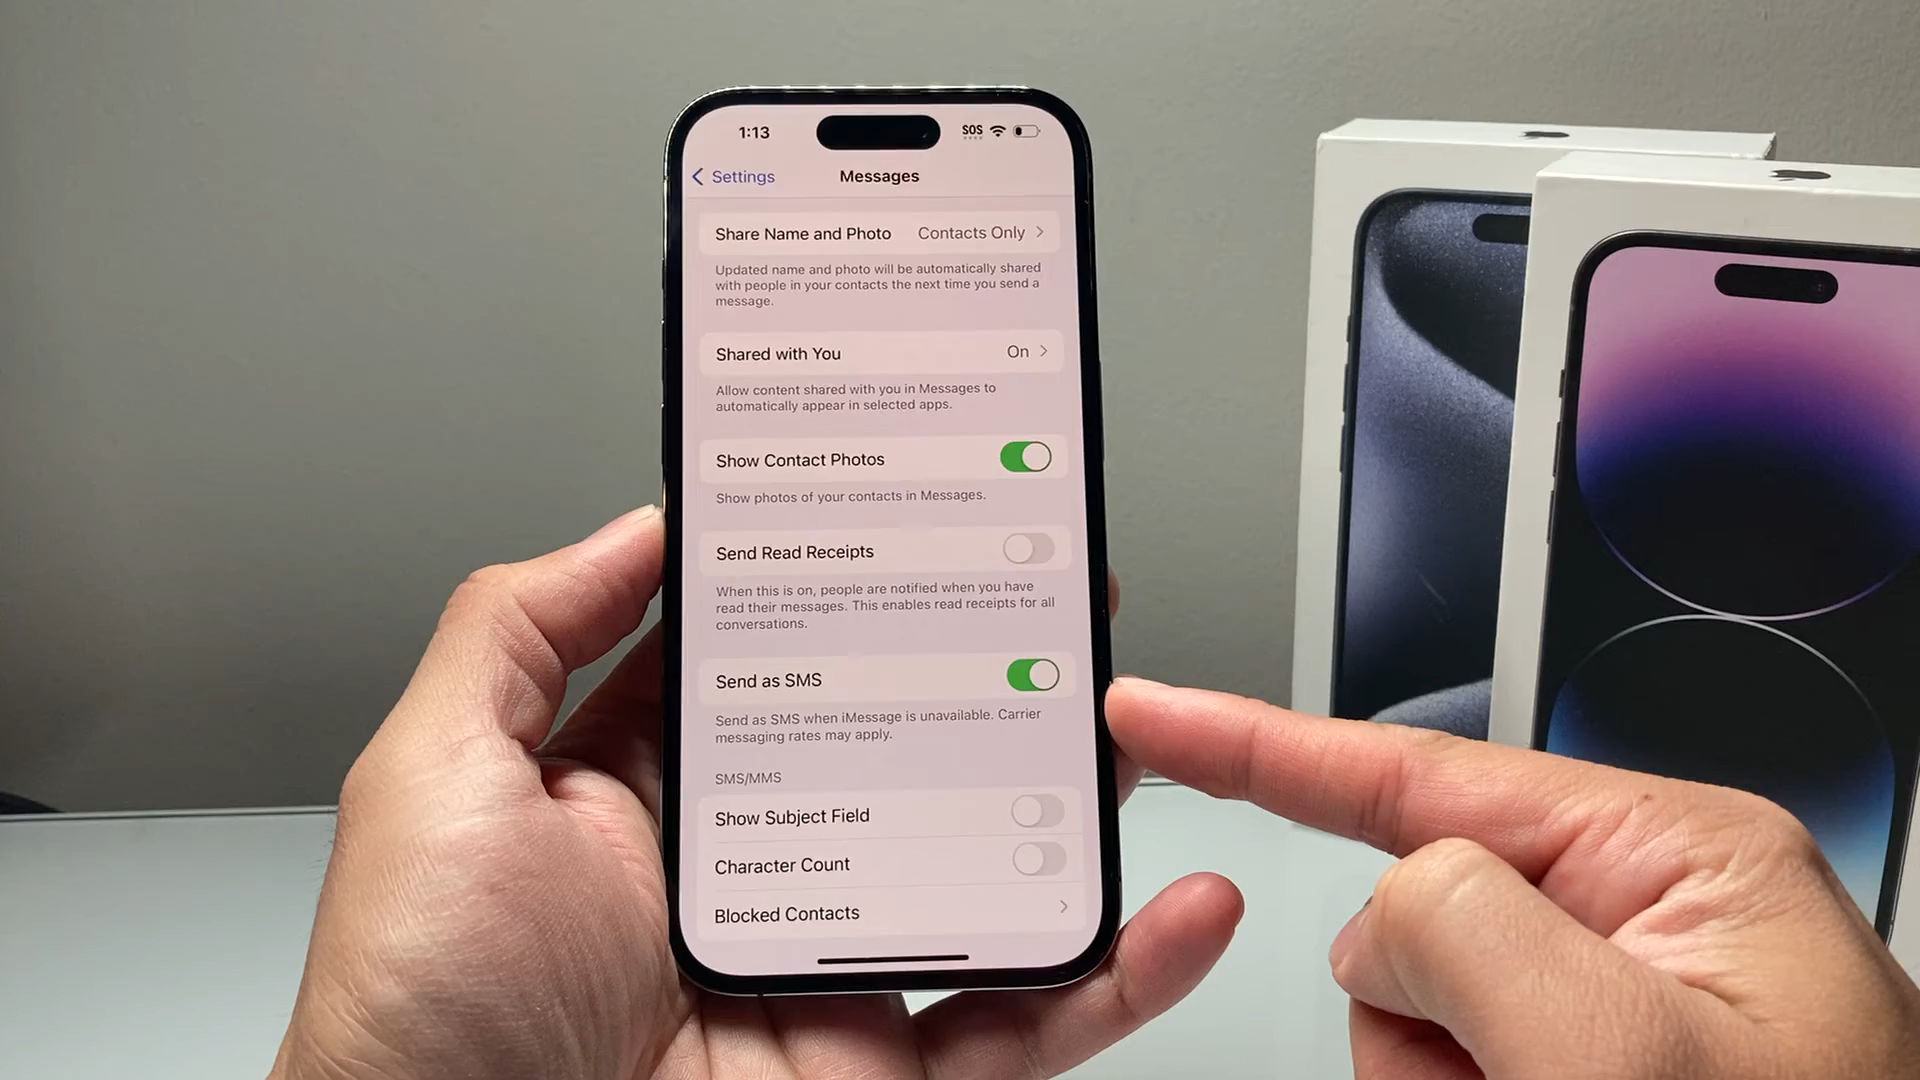 1:13
SOS
Settings
Messages
Share Name and Photo Contacts Only
Updated name and photo will be automatically shared
with people in your contacts the next time you send a
message.
Shared with You On
Allow content shared with you in Messages to
automatically appear in selected apps.
Show Contact Photos
Show photos of your contacts in Messages.
Send Read Receipts
When this is on, people are notified when you have
read their messages. This enables read receipts for all
conversations.
Send as SMS
Send as SMS when iMessage is unavailable. Carrier
messaging rates may apply.
SMS/MMS
Show Subject Field
Character Count
Blocked Contacts